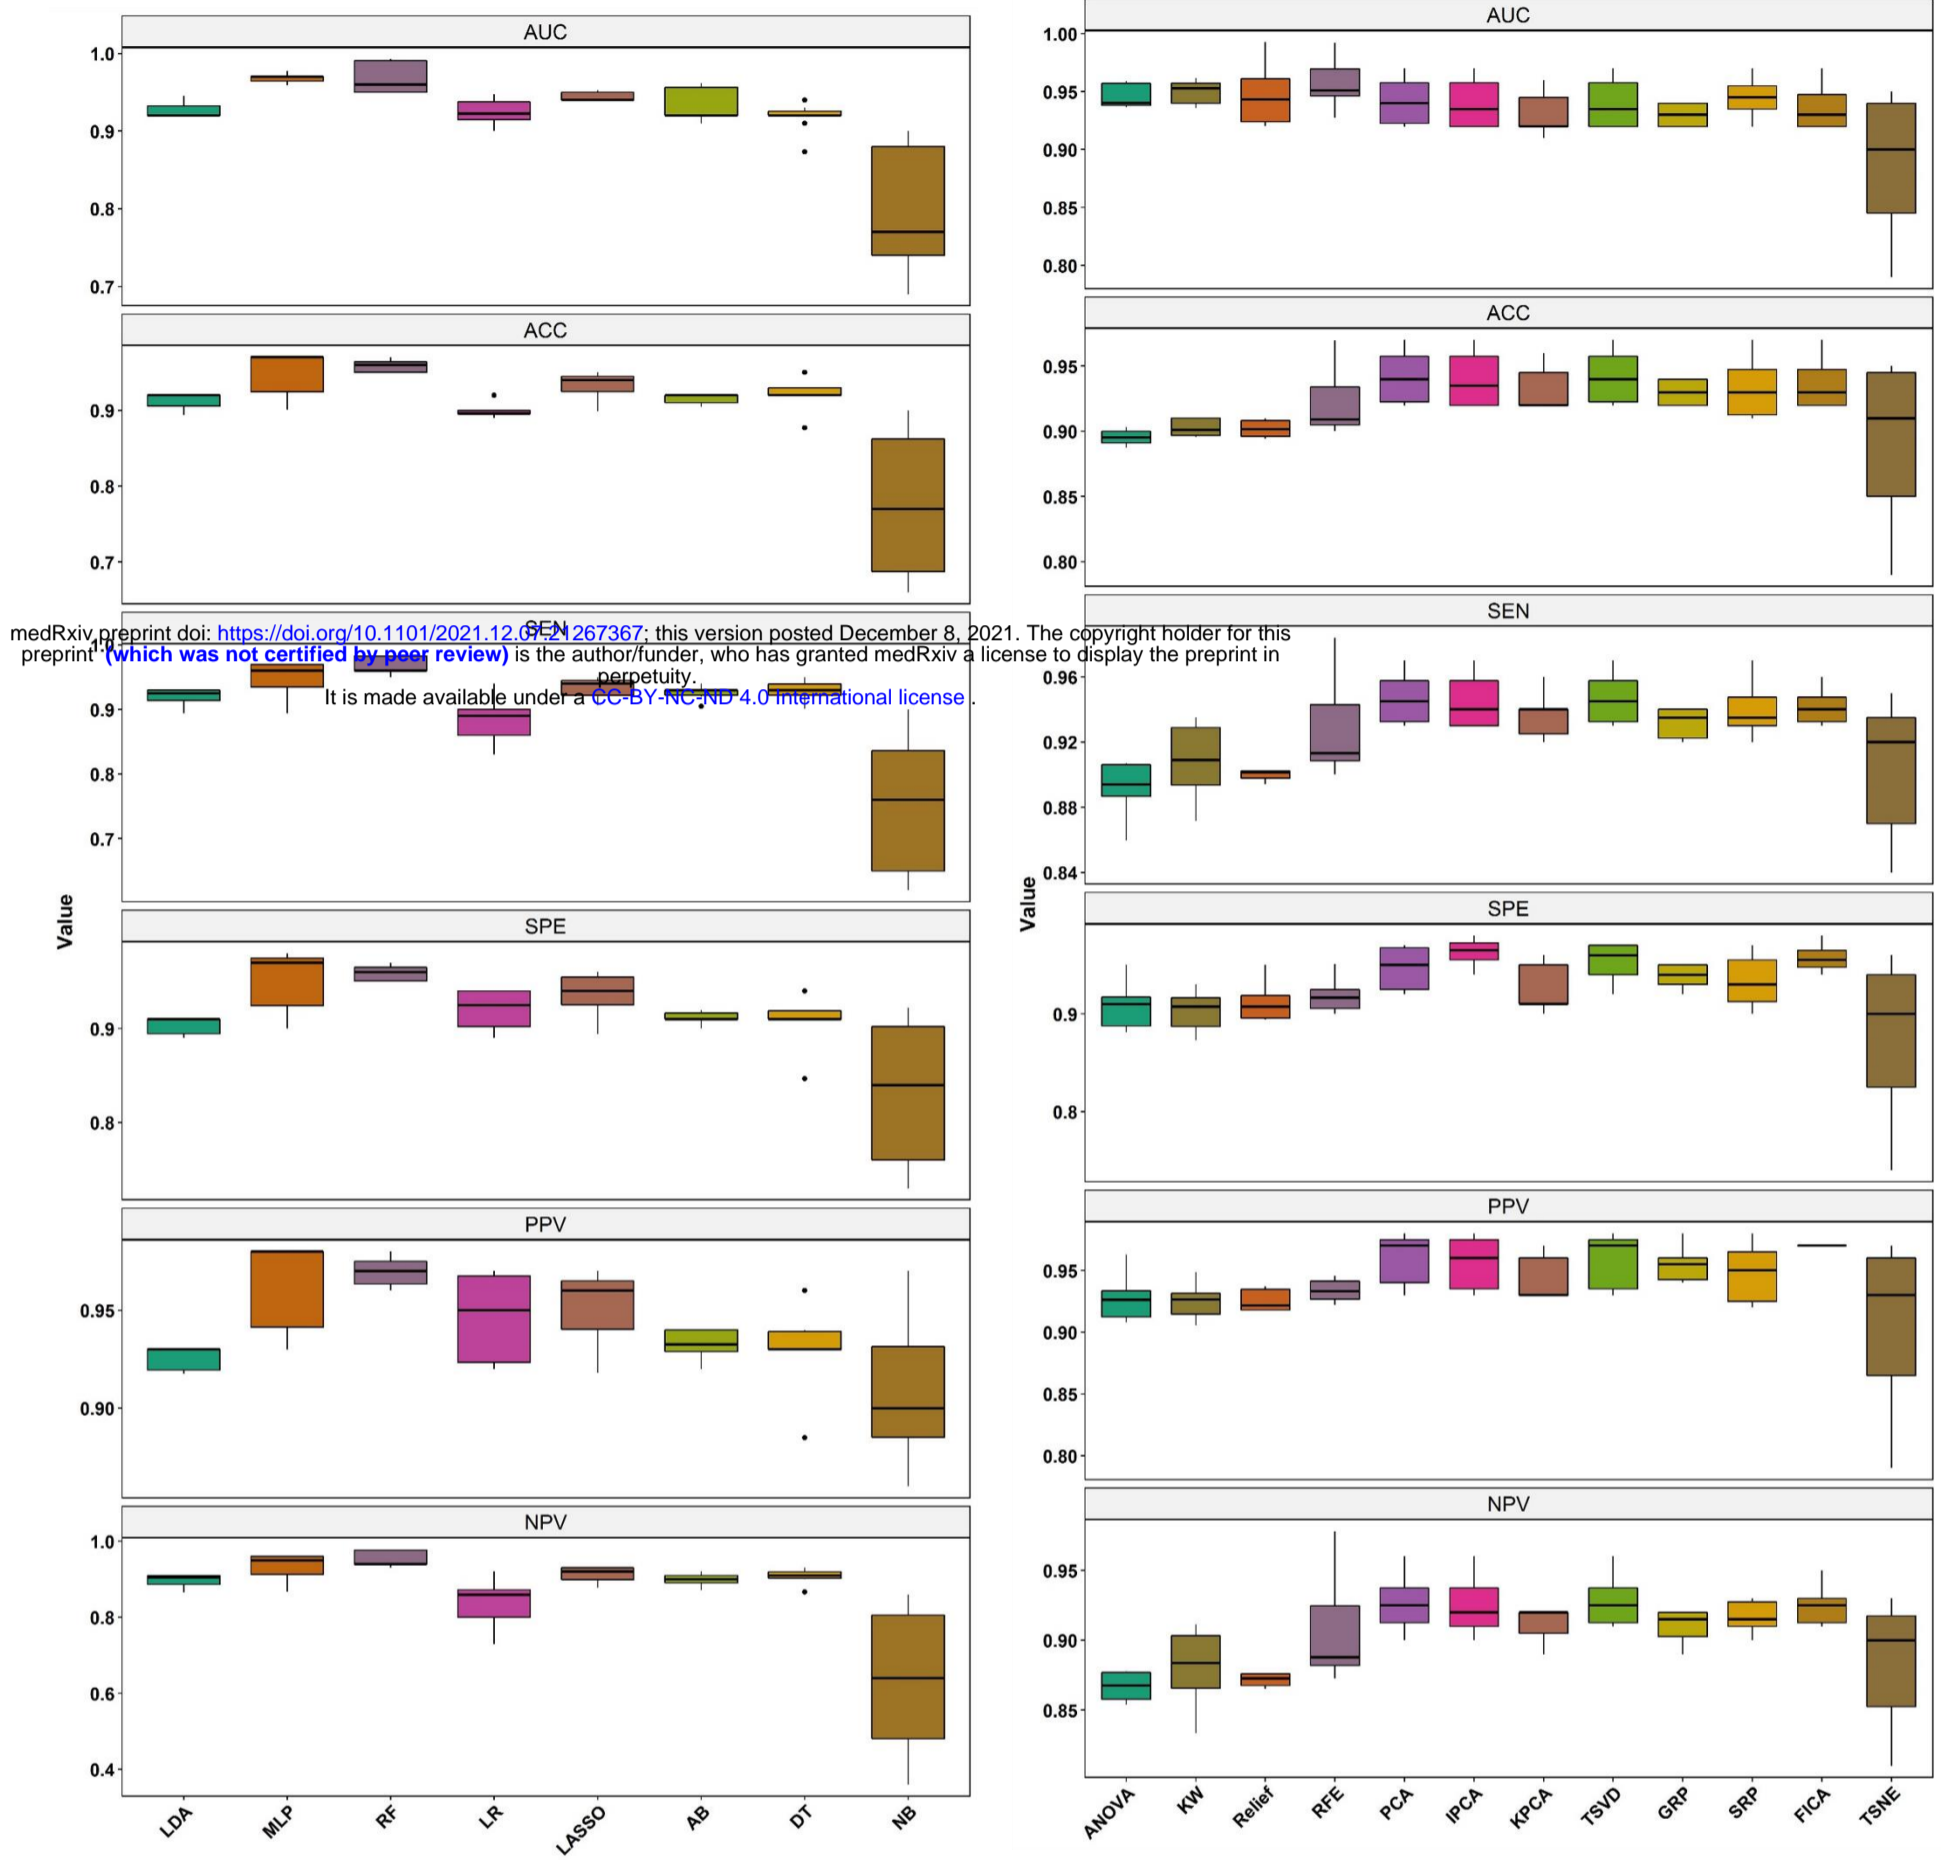 AUC
1.0
0.9
0.8
0.7
ACC
0.9
0.8
0.7
SEN
1.0
0.9
0.8
0.7
SPE
0.9
0.8
PPV
0.95
0.90
NPV
1.0
0.8
0.6
0.4
Value
LDA
MLP
RF
LR
LASSO
AB
DT
NB
medRxiv preprint doi: https://doi.org/10.1101/2021.12.07.21267367; this version posted December 8, 2021. The copyright holder for this
preprint (which was not certified by peer review) is the author/funder, who has granted medRxiv a license to display the preprint in
perpetuity.
It is made available under a CC-BY-NC-ND 4.0 International license .
AUC
1.00
0.95
0.90
0.85
0.80
ACC
0.95
0.90
0.85
0.80
SEN
0.96
0.92
0.88
0.84
SPE
0.9
0.8
PPV
0.95
0.90
0.85
0.80
NPV
0.95
0.90
0.85
Value
ANOVA
KW
Relief
RFE
PCA
IPCA
KPCA
TSVD
GRP
SRP
FICA
TSNE